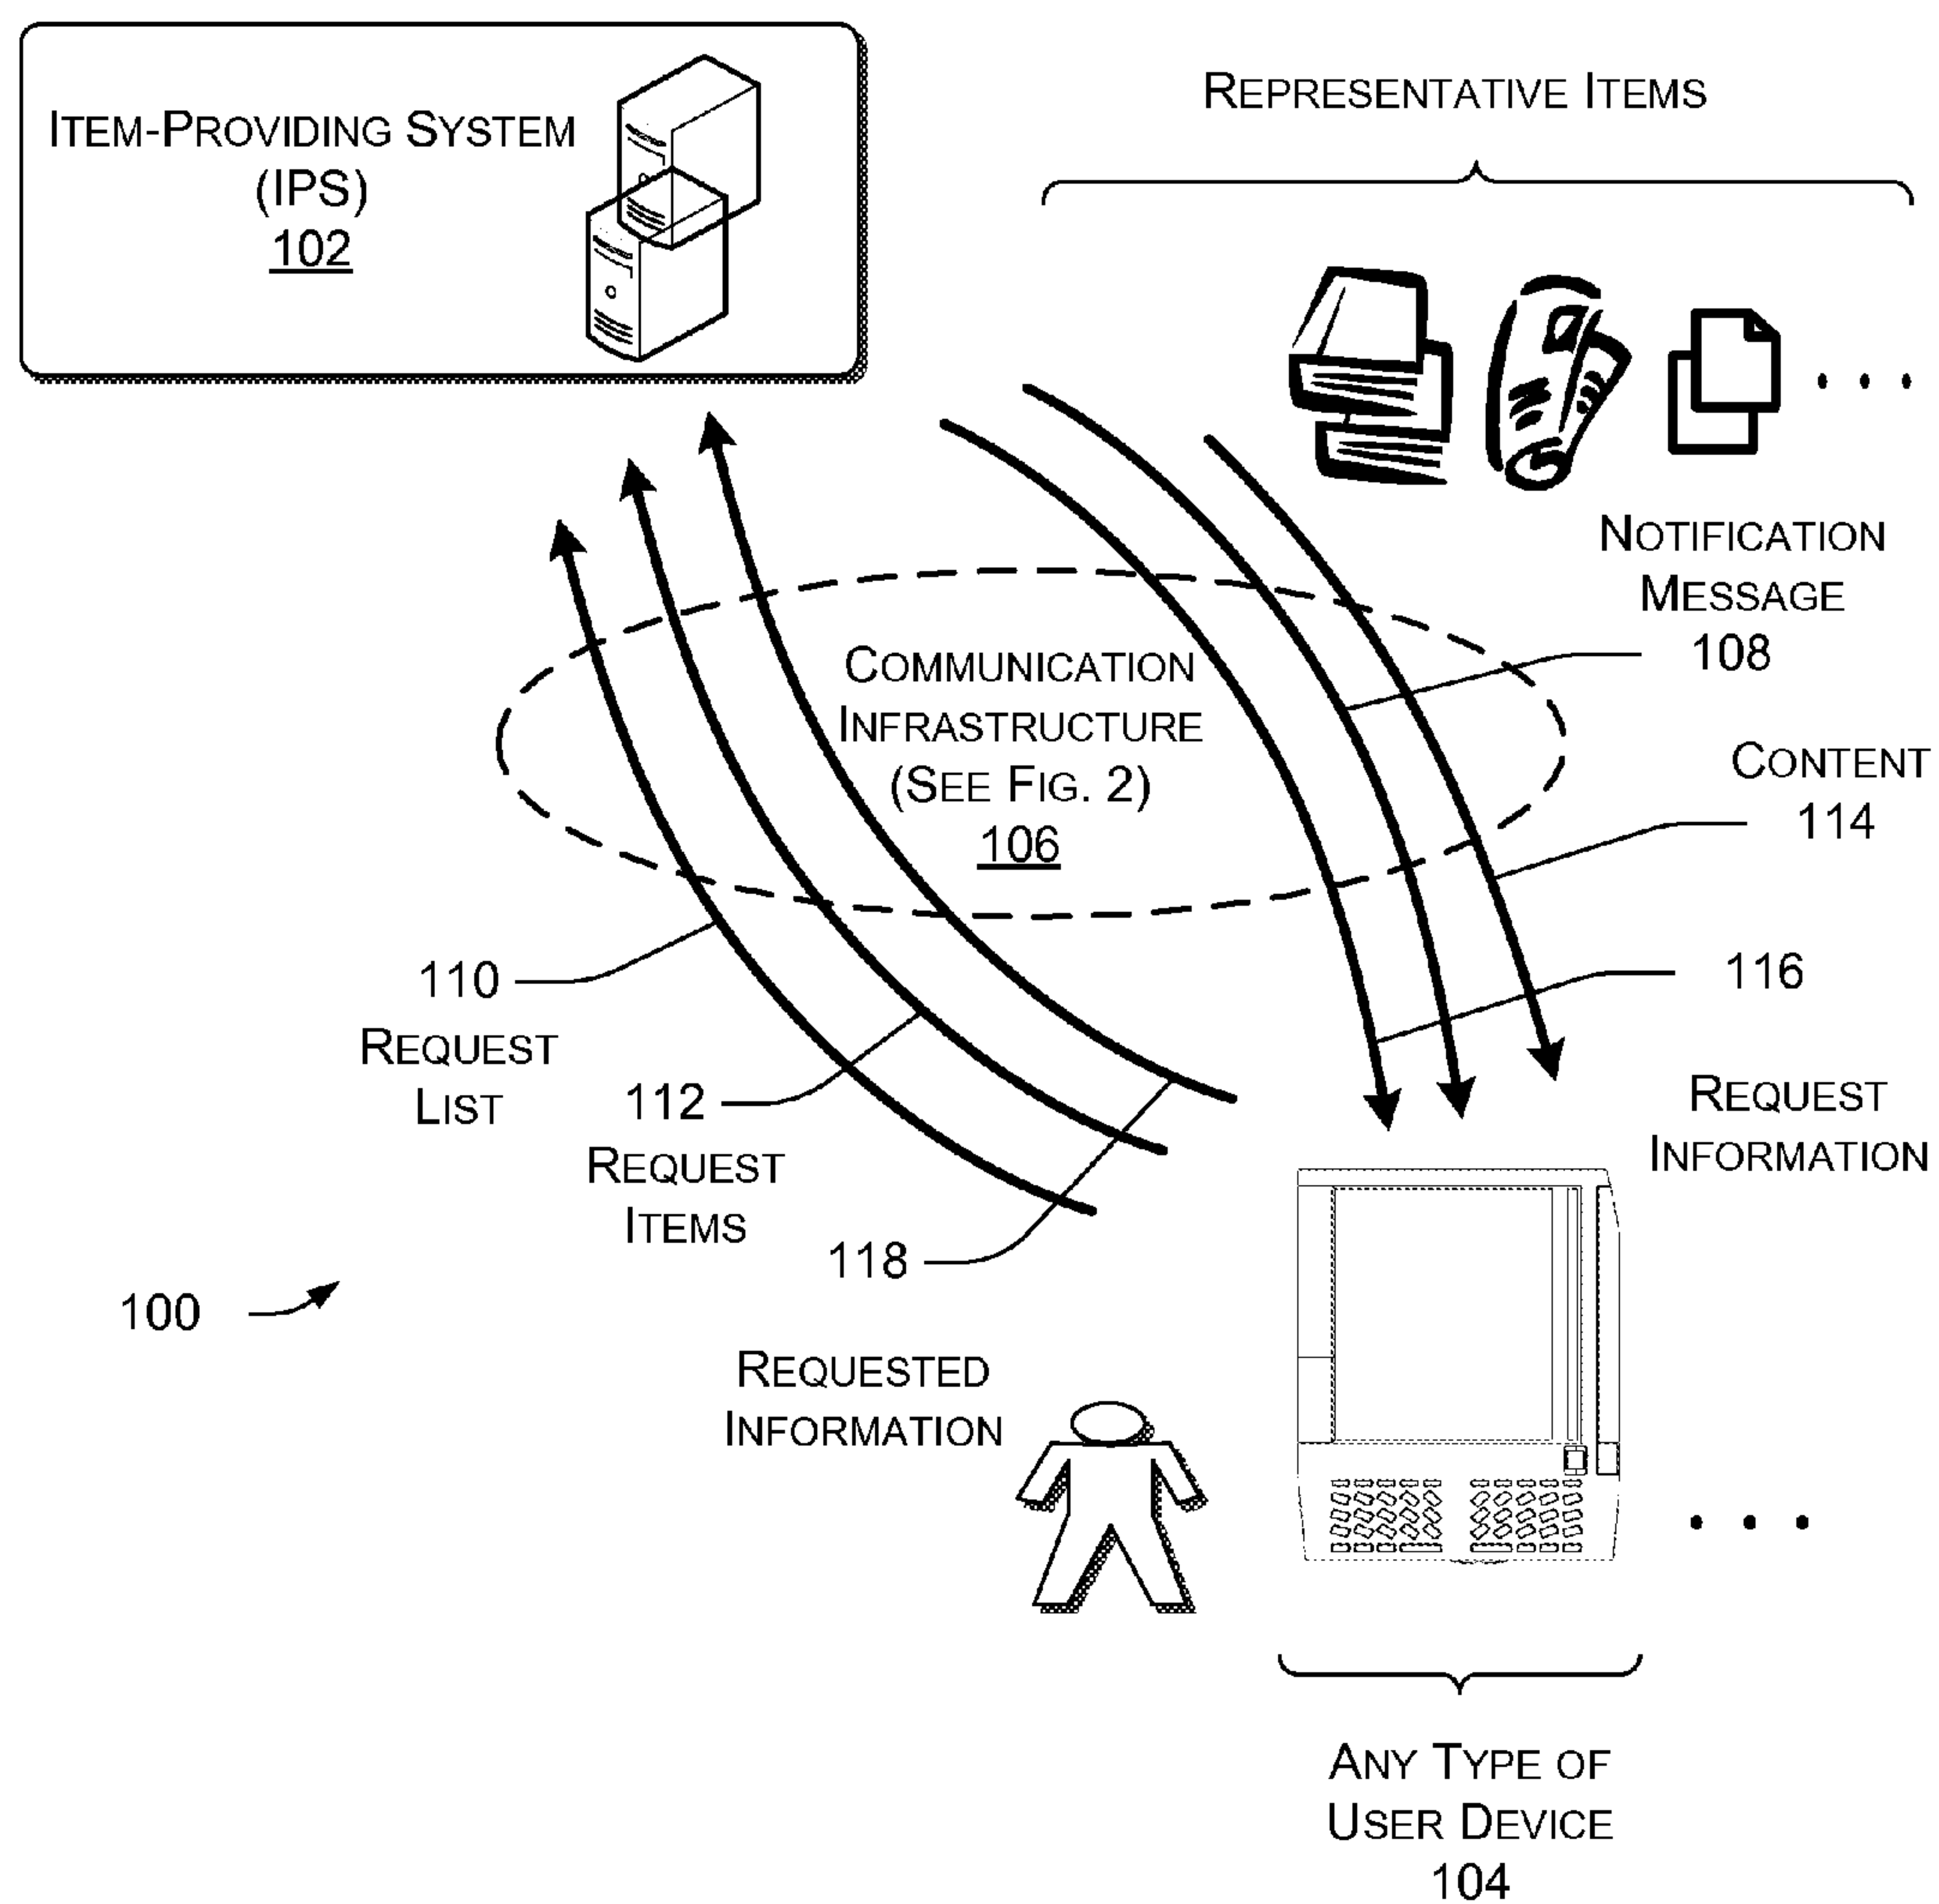 ITEM-PROVIDING SYSTEM
(IPS)
102
REPRESENTATIVE ITEMS
NOTIFICATION
MESSAGE
108
COMMUNICATION
INFRASTRUCTURE
(SEE FIG. 2)
106
CONTENT
114
110
REQUEST
LIST
116
112
REQUEST
ITEMS
REQUEST
INFORMATION
118
100
REQUESTED
INFORMATION
ANY TYPE OF
USER DEVICE
104